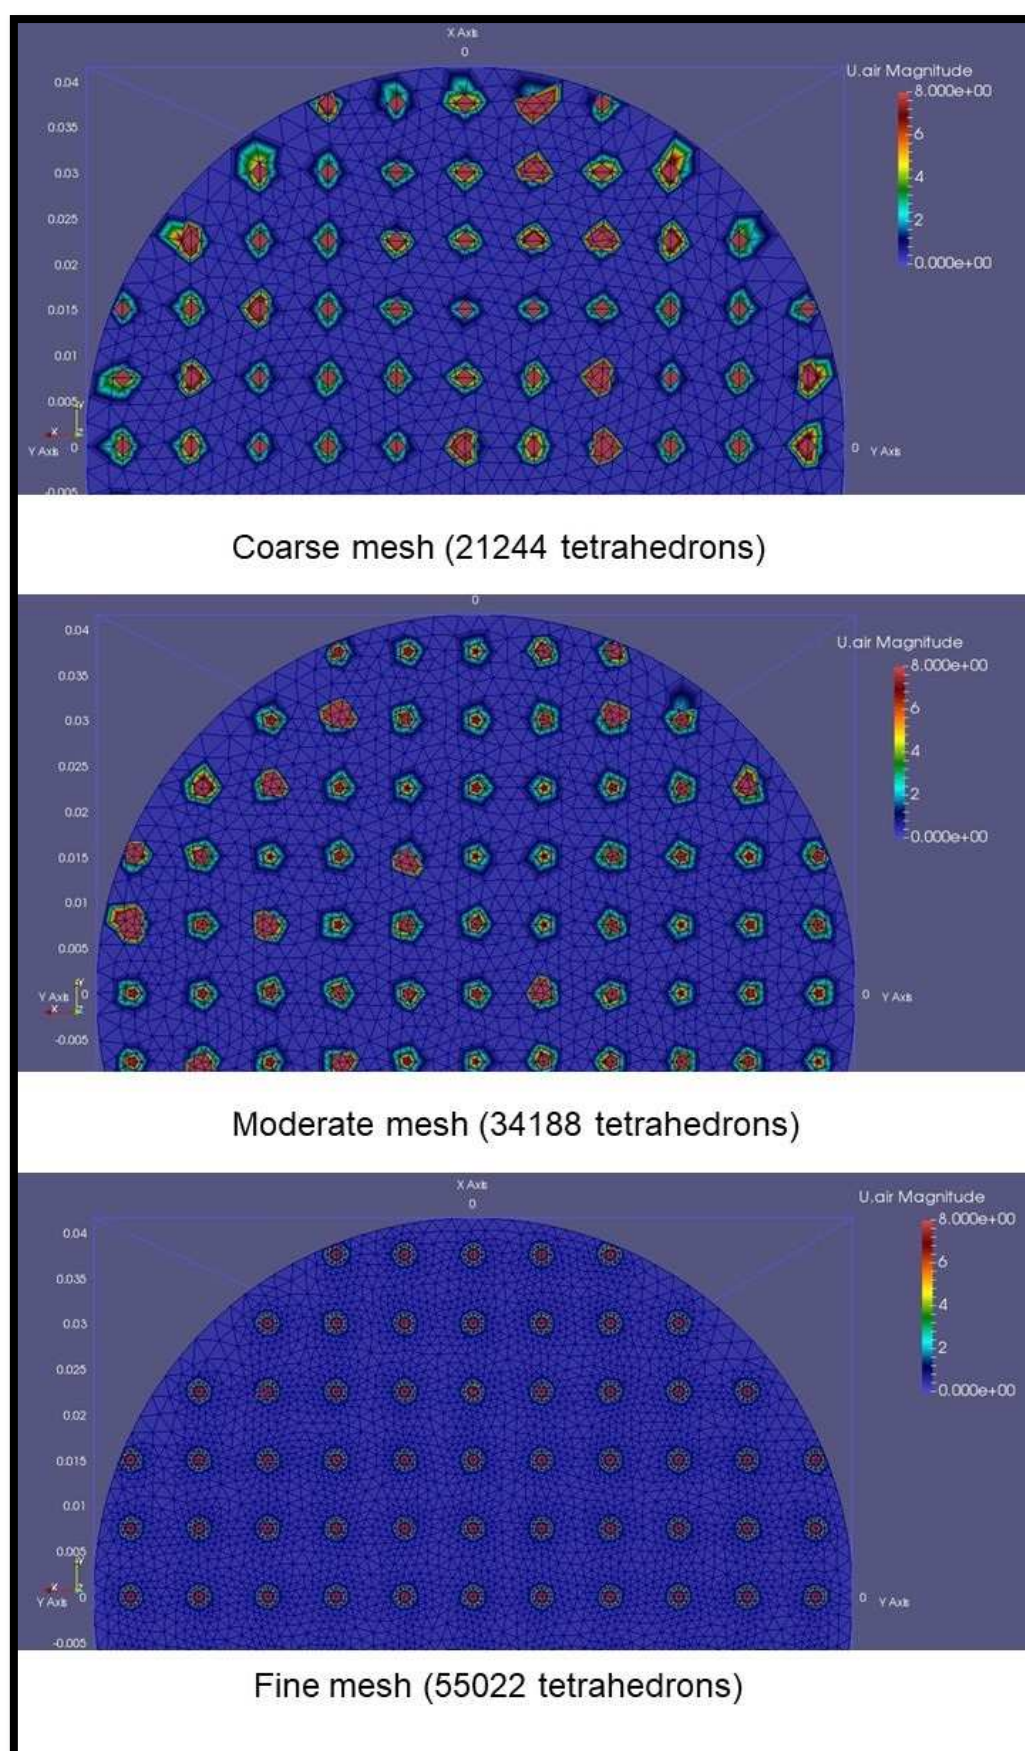 X Axis
0
U.air Magnitude
0.04
8.000e+00
0.035
6
0.03
4
0.025
2
0.02
0.000e+00
0.015
0.01
0.005
Y
X
Z
Y Axis 0
0 Y Axis
-0.005
Coarse mesh (21244 tetrahedrons)
0
0.04
U.air Magnitude
8.000e+00
0.035
6
0.03
4
0.025
2
0.02
0.000e+00
0.015
0.01
0.005
Y
Y Axis 0
0 Y Axis
X
Z
-0.005
Moderate mesh (34188 tetrahedrons)
X Axis
0
U.air Magnitude
0.04
8.000e+00
0.035
6
0.03
4
0.025
2
0.02
0.000e+00
0.015
0.01
0.005
Y
X
Z
Y Axis 0
0 Y Axis
-0.005
Fine mesh (55022 tetrahedrons)